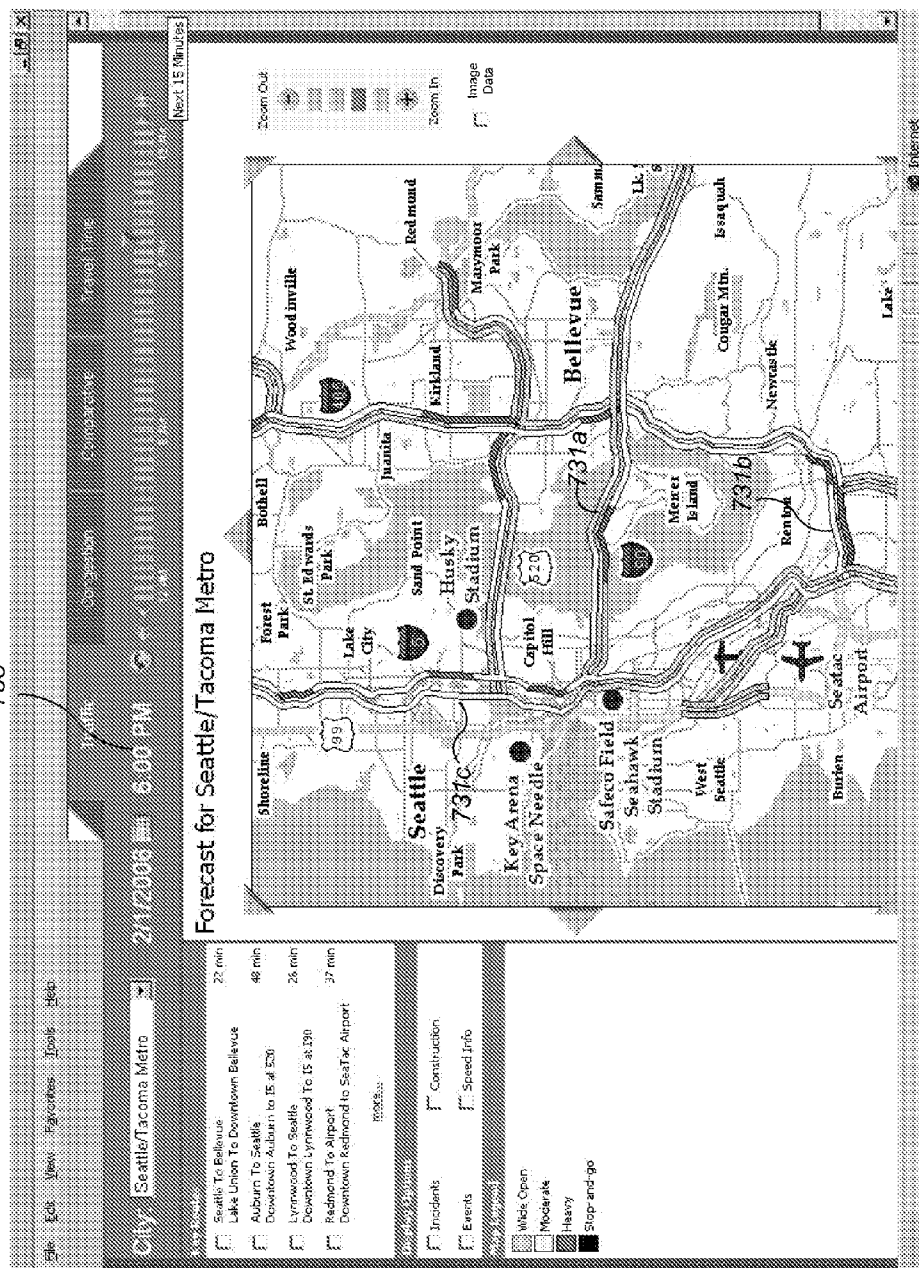 File Edit View Favorites Tools Help
City: Seattle/Tacoma Metro 2/1/2006 6:00 PM
Next 15 Minutes
Seattle To Bellevue 22 min
Lake Union To Downtown Bellevue
Auburn To Seattle 48 min
Downtown Auburn to I5 at 520
Lynnwood To Seattle 26 min
Downtown Lynnwood To I5 at I90
Redmond To Airport 37 min
Downtown Redmond to SeaTac Airport
more...
Incidents Construction
Events Speed Info
Wide Open
Moderate
Heavy
Stop-and-go
Forecast for Seattle/Tacoma Metro
Zoom Out
Zoom In
Image Data
Shoreline
Forest Park
Bothell
Woodinville
99
Lake City
St. Edwards Park
Juanita
Kirkland
Redmund
Seattle
Discovery Park
731c
Sand Point
Husky Stadium
Marymoor Park
Key Arena
Space Needle
Capitol Hill
520
731a
Bellevue
Samm.
Lk. S
Safeco Field
Seahawk Stadium
Mercer Island
Cougar Mtn.
Issaquah
West Seattle
731b
Renton
Newcastle
Burien
Seatac Airport
Lake
Internet